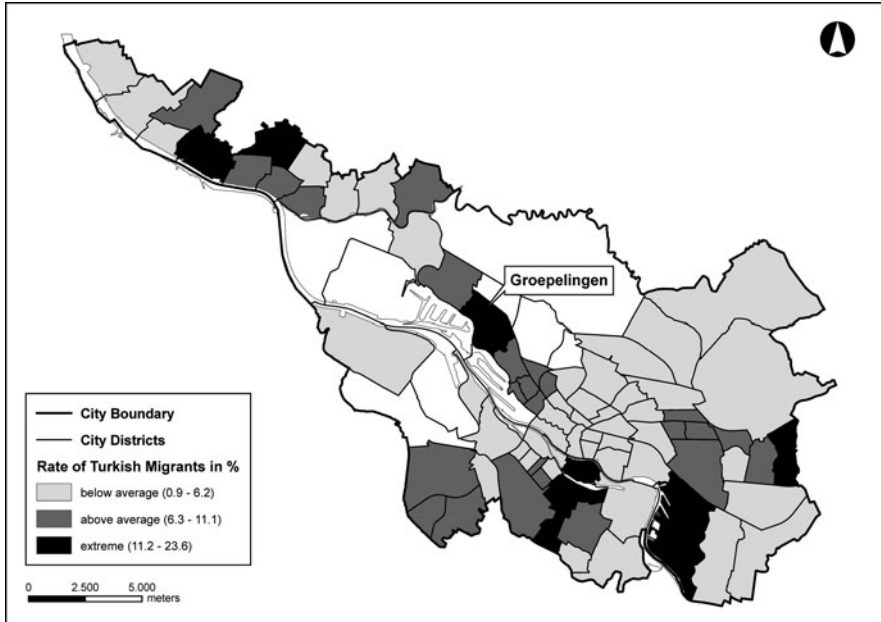 Groepelingen
City Boundary
City Districts
Rate of Turkish Migrants in %
below average (0.9 - 6.2)
above average (6.3 - 11.1)
extreme (11.2 - 23.6)
0 2.500 5.000
meters